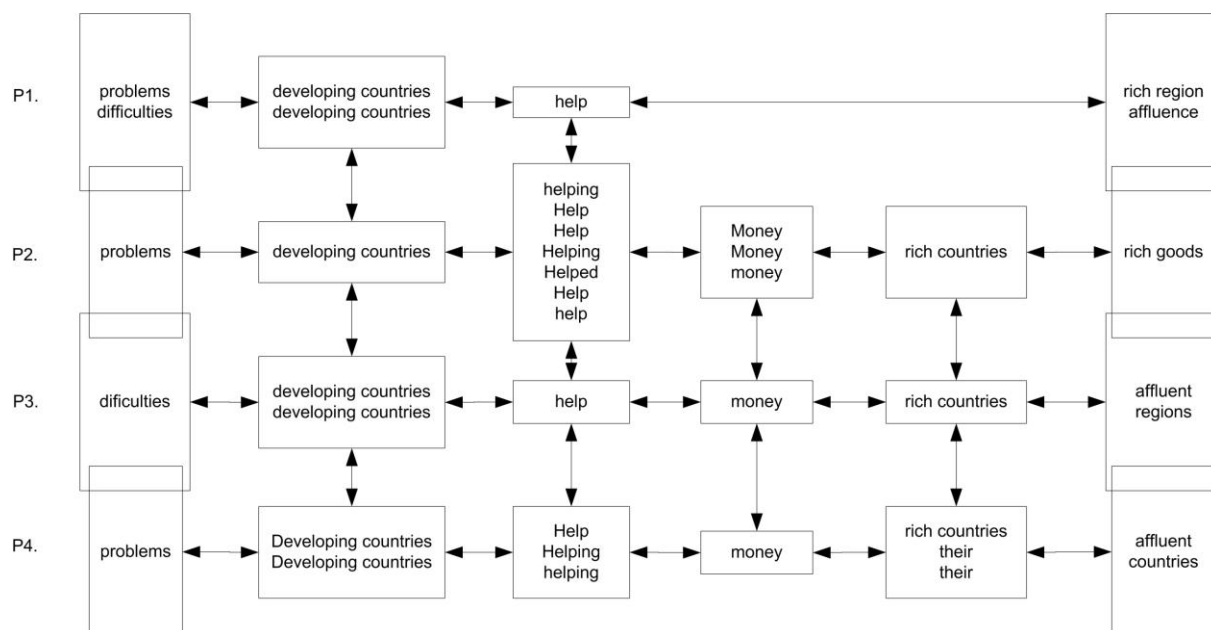 P1.
problems
difficulties
developing countries
developing countries
help
rich region
affluence
P2.
problems
developing countries
helping
Help
Help
Helping
Helped
Help
help
Money
Money
money
rich countries
rich goods
P3.
dificulties
developing countries
developing countries
help
money
rich countries
affluent
regions
P4.
problems
Developing countries
Developing countries
Help
Helping
helping
money
rich countries
their
their
affluent
countries